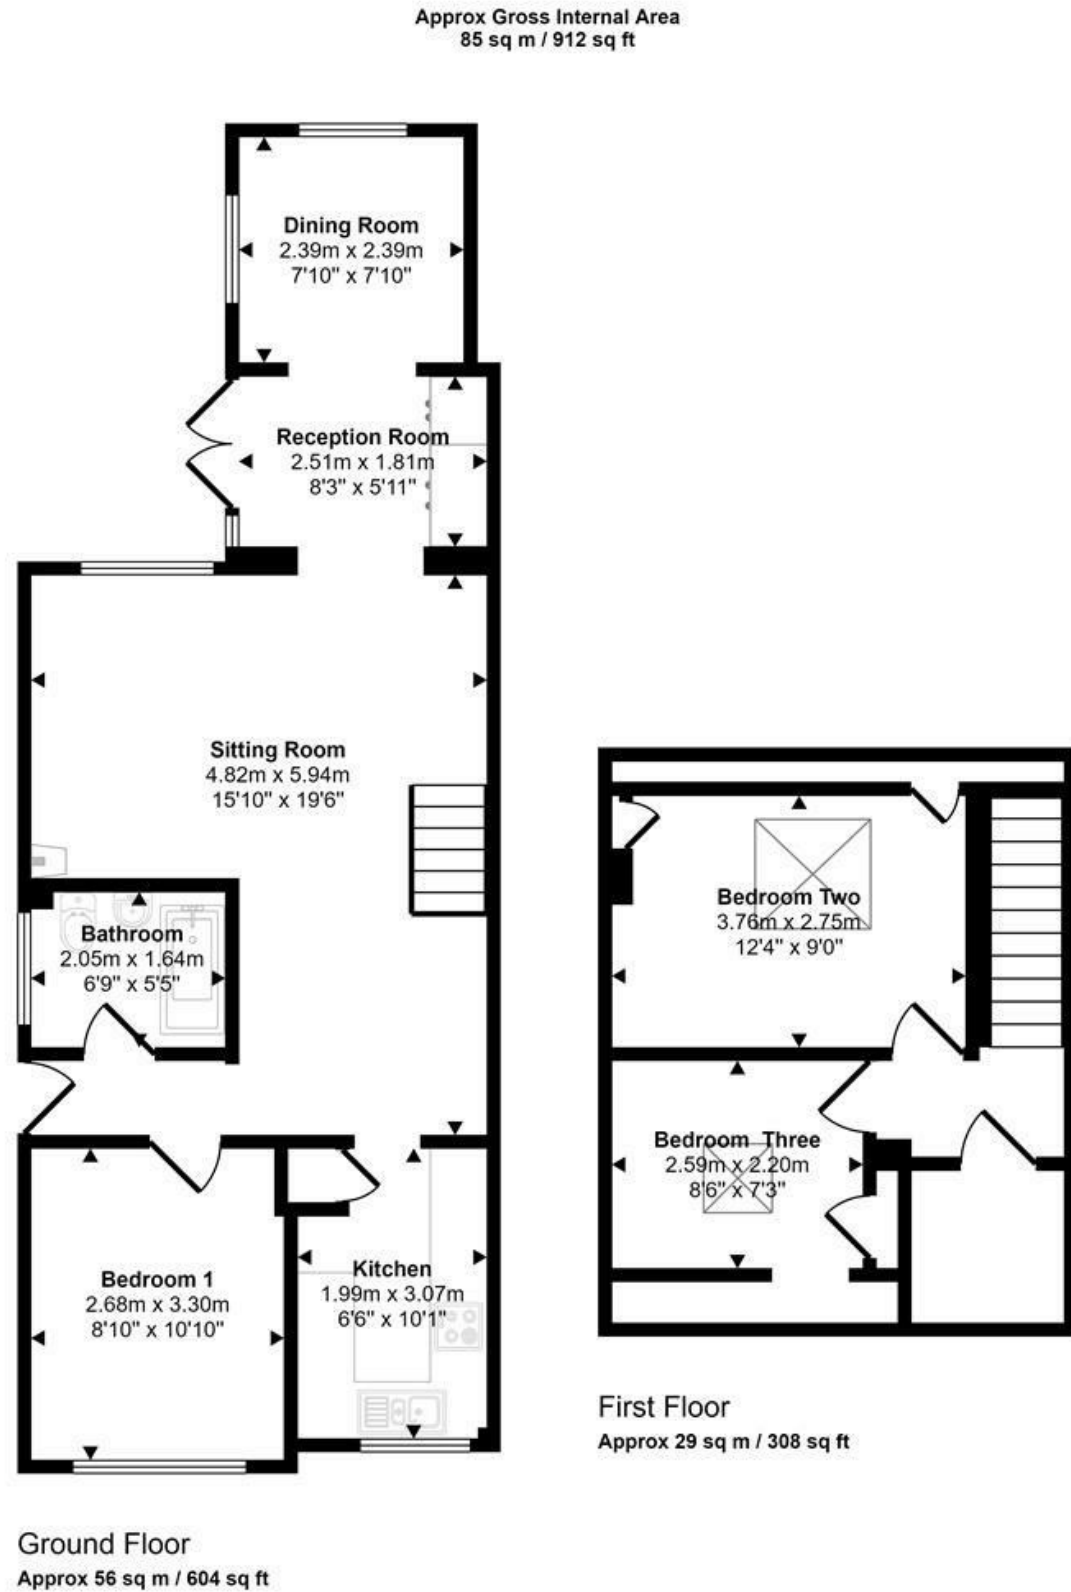 Approx Gross Internal Area
85 sq m / 912 sq ft
Dining Room
2.39m x 2.39m
7'10" x 7'10"
Reception Room
2.51m x 1.81m
8'3" x 5'11"
Sitting Room
4.82m x 5.94m
15'10" x 19'6"
Bathroom
2.05m x 1.64m
6'9" x 5'5"
Bedroom 1
2.68m x 3.30m
8'10" x 10'10"
Kitchen
1.99m x 3.07m
6'6" x 10'1"
Ground Floor
Approx 56 sq m / 604 sq ft
Bedroom Two
3.76m x 2.75m
12'4" x 9'0"
Bedroom Three
2.59m x 2.20m
8'6" x 7'3"
First Floor
Approx 29 sq m / 308 sq ft